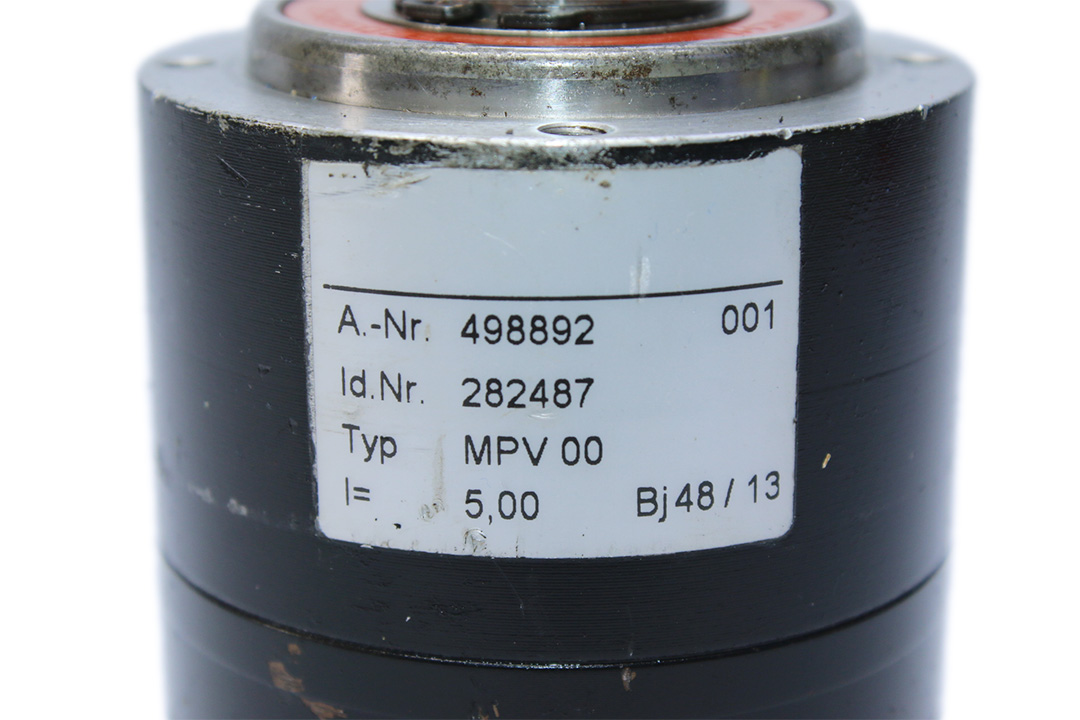 A.-Nr. 498892 001
Id.Nr. 282487
Typ MPV 00
I= 5,00 Bj 48 / 13